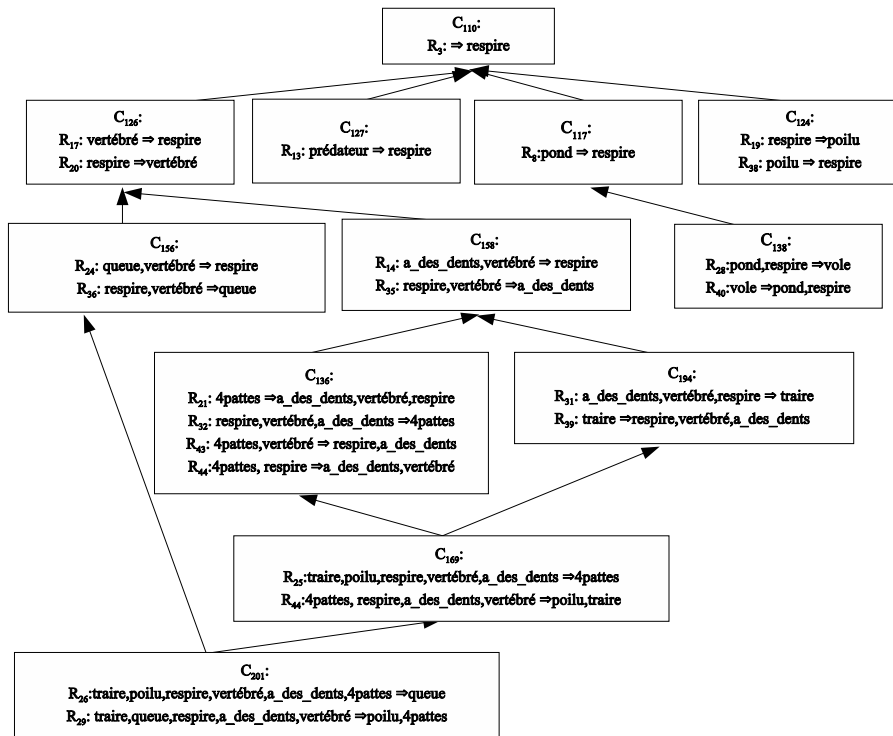 C110:
R3: ⇒ respire
C126:
R17: vertébré ⇒ respire
R20: respire ⇒vertébré
C127:
R13: prédateur ⇒ respire
C117:
R8:pond ⇒ respire
C124:
R19: respire ⇒poilu
R38: poilu ⇒ respire
C156:
R24: queue,vertébré ⇒ respire
R36: respire,vertébré ⇒queue
C158:
R14: a_des_dents,vertébré ⇒ respire
R35: respire,vertébré ⇒a_des_dents
C138:
R28:pond,respire ⇒vole
R40:vole ⇒pond,respire
C136:
R21: 4pattes ⇒a_des_dents,vertébré,respire
R32: respire,vertébré,a_des_dents ⇒4pattes
R43: 4pattes,vertébré ⇒ respire,a_des_dents
R44:4pattes, respire ⇒a_des_dents,vertébré
C194:
R31: a_des_dents,vertébré,respire ⇒ traire
R39: traire ⇒respire,vertébré,a_des_dents
C169:
R25:traire,poilu,respire,vertébré,a_des_dents ⇒4pattes
R44:4pattes, respire,a_des_dents,vertébré ⇒poilu,traire
C201:
R26:traire,poilu,respire,vertébré,a_des_dents,4pattes ⇒queue
R29: traire,queue,respire,a_des_dents,vertébré ⇒poilu,4pattes